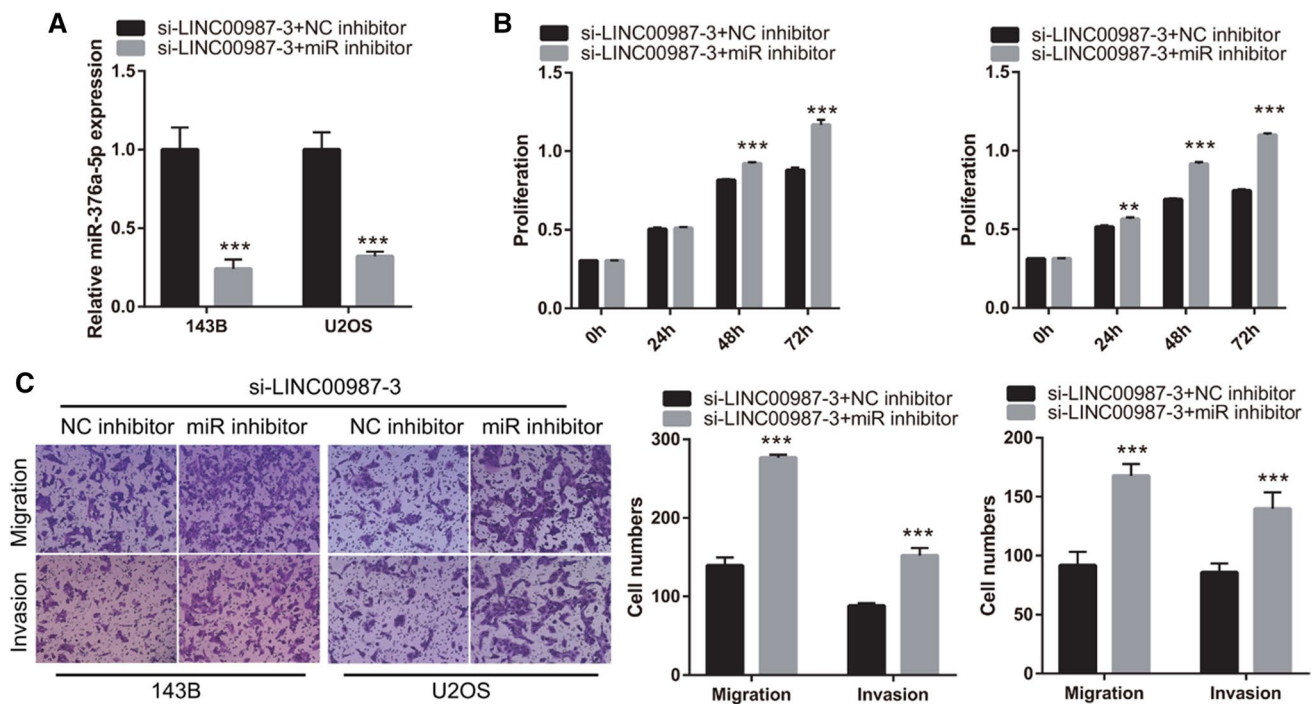 A
si-LINC00987-3+NC inhibitor
si-LINC00987-3+miR inhibitor
Relative miR-376a-5p expression
1.5
1.0
0.5
0.0
***
***
143B
U2OS
B
si-LINC00987-3+NC inhibitor
si-LINC00987-3+miR inhibitor
Proliferation
1.5
1.0
0.5
0.0
***
***
0h
24h
48h
72h
si-LINC00987-3+NC inhibitor
si-LINC00987-3+miR inhibitor
Proliferation
1.5
1.0
0.5
0.0
**
***
***
0h
24h
48h
72h
C
si-LINC00987-3
NC inhibitor miR inhibitor NC inhibitor miR inhibitor
Migration
Invasion
143B
U2OS
si-LINC00987-3+NC inhibitor
si-LINC00987-3+miR inhibitor
Cell numbers
300
200
100
0
***
***
Migration
Invasion
si-LINC00987-3+NC inhibitor
si-LINC00987-3+miR inhibitor
Cell numbers
200
150
100
50
0
***
***
Migration
Invasion